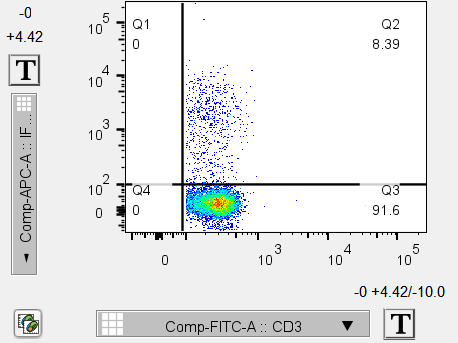 -0
+4.42
T
Comp-APC-A :: IF ...
10^5
10^4
10^3
10^2
0
Q1
0
Q2
8.39
Q4
0
Q3
91.6
0
10^3
10^4
10^5
-0 +4.42/-10.0
Comp-FITC-A :: CD3
T